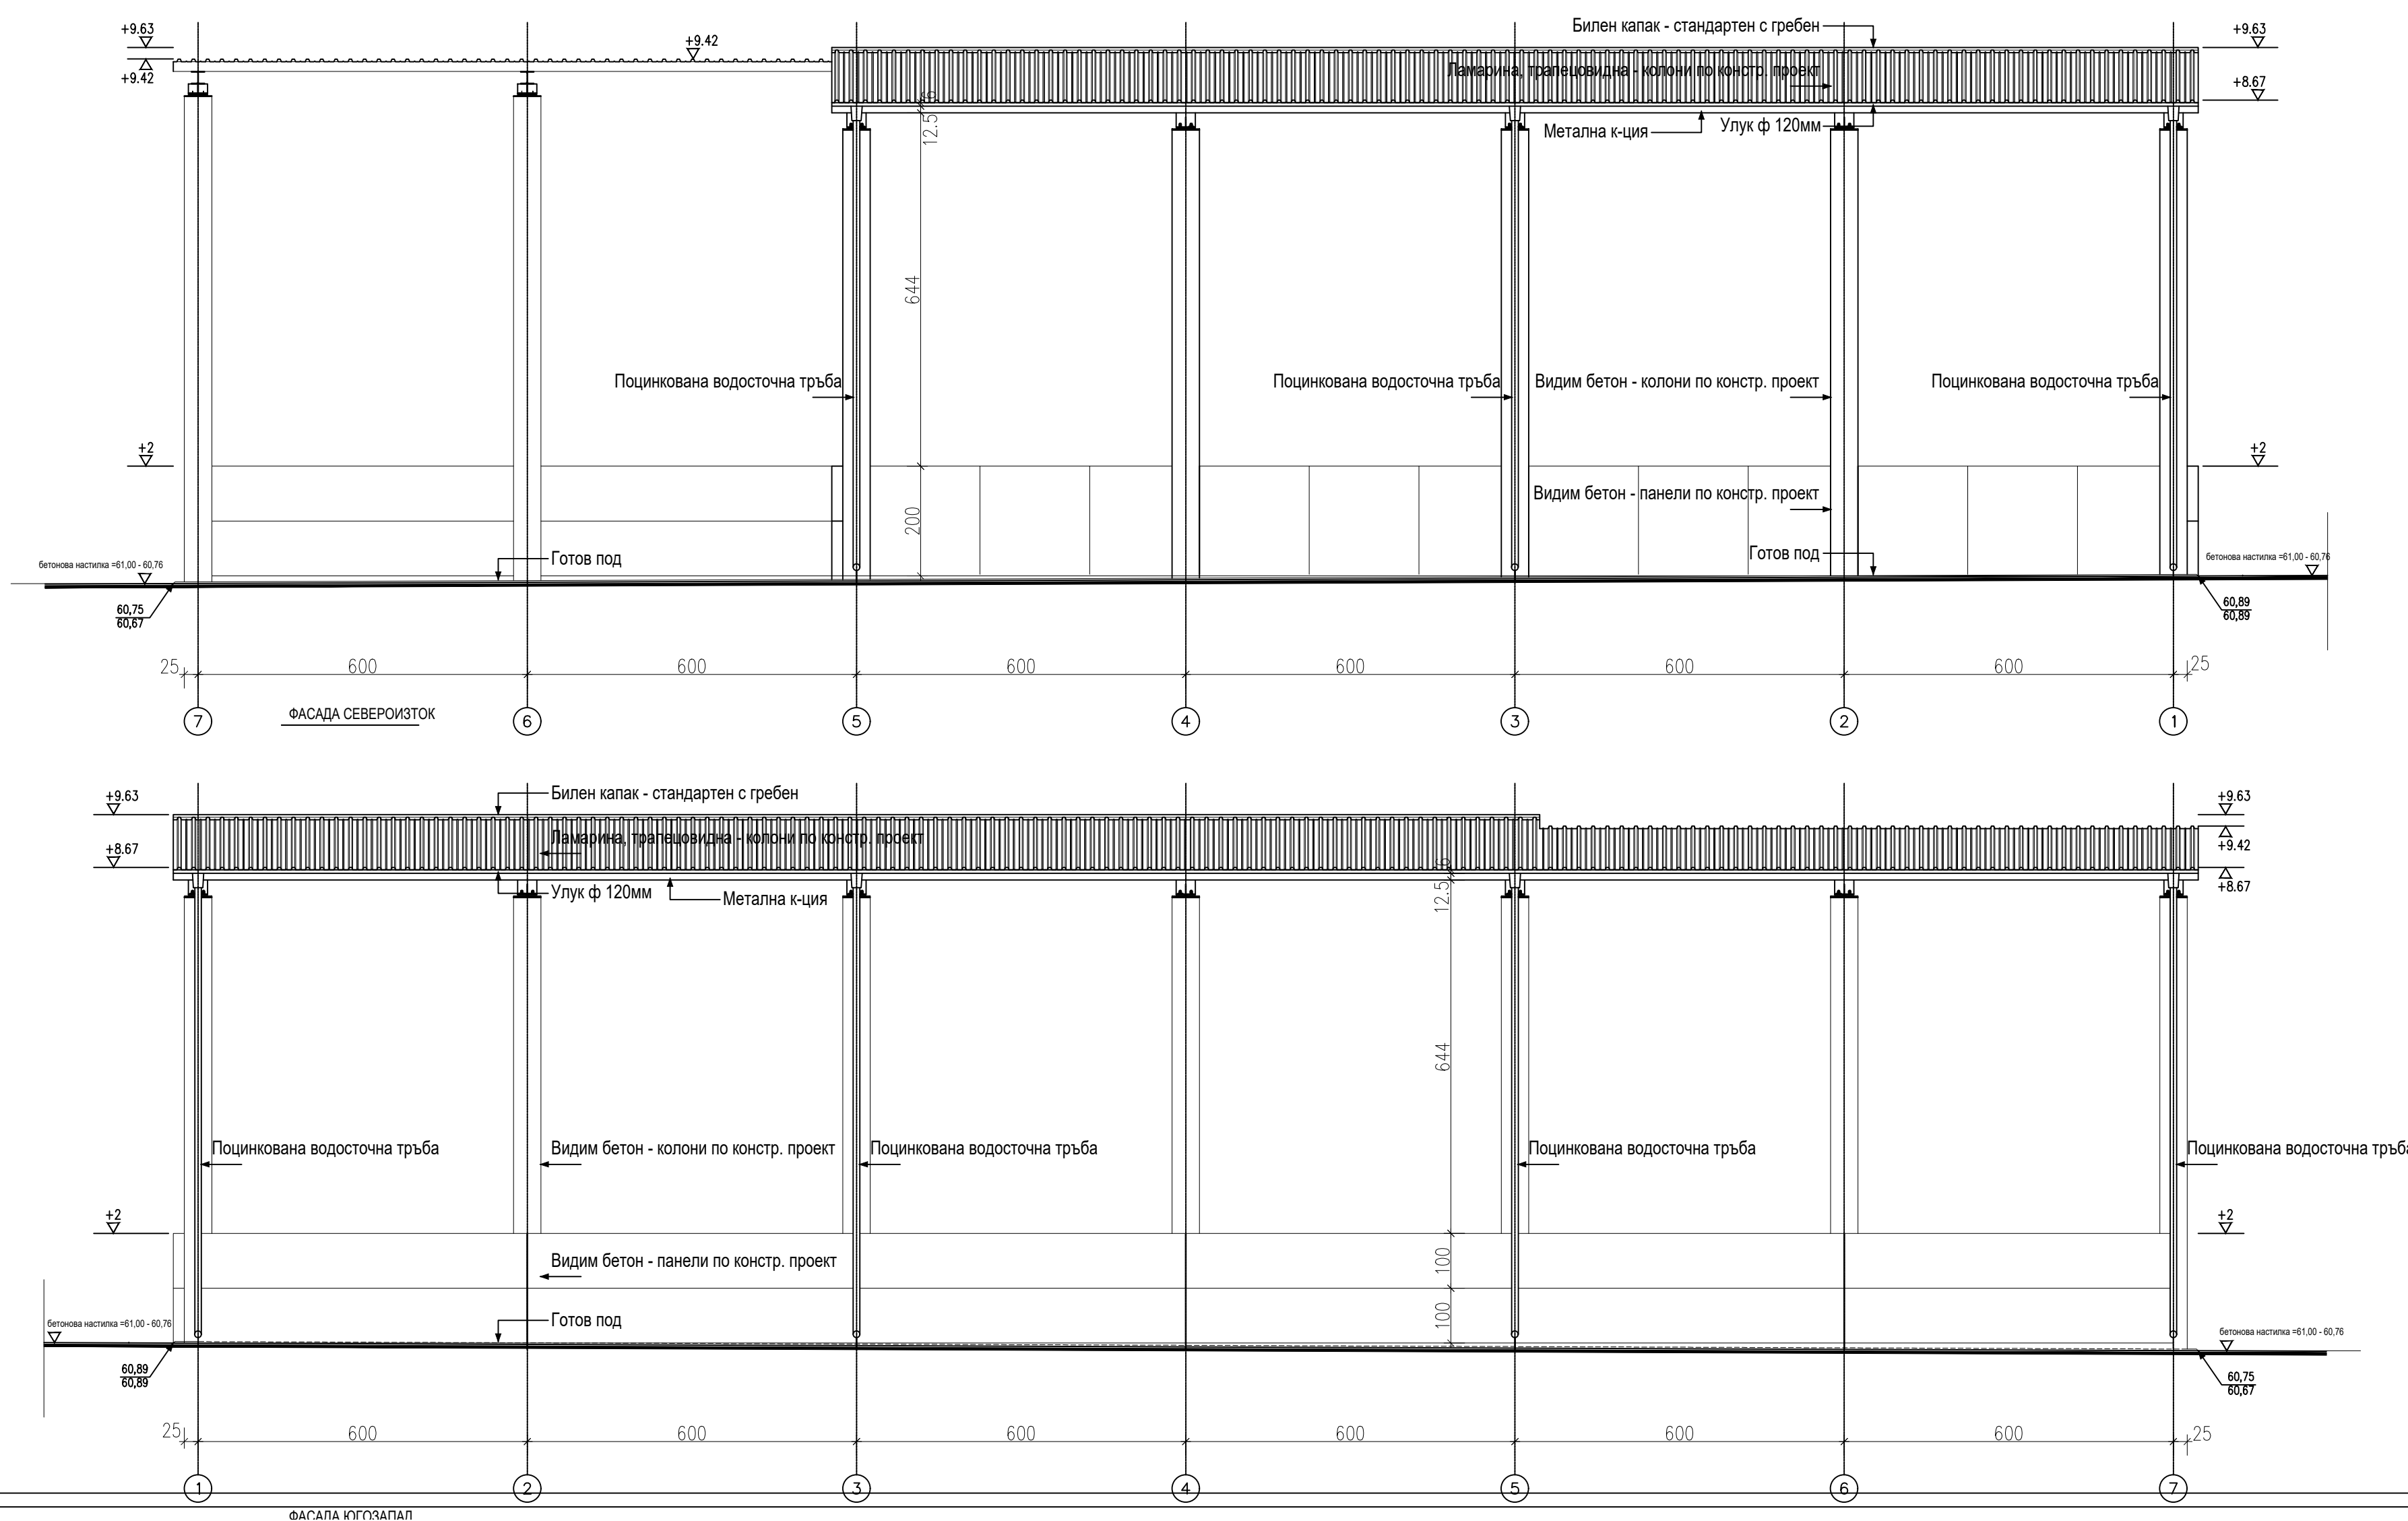 Билен капак - стандартен с гребен
+9.63
+9.42
+9.42
+9.63
Ламарина, трапецовидна - колони по констр. проект
+8.67
12.5
6
Метална к-ция
Улук ф 120мм
644
Поцинкована водосточна тръба
Поцинкована водосточна тръба
Видим бетон - колони по констр. проект
Поцинкована водосточна тръба
+2
+2
200
Видим бетон - панели по констр. проект
Готов под
Готов под
бетонова настилка =61,00 - 60,76
бетонова настилка =61,00 - 60,76
60,75
60,67
60,89
60,89
25
600
600
600
600
600
600
25
7
ФАСАДА СЕВЕРОИЗТОК
6
5
4
3
2
1
+9.63
Билен капак - стандартен с гребен
+9.63
Ламарина, трапецовидна - колони по констр. проект
+8.67
+9.42
Улук ф 120мм
Метална к-ция
12.5
6
+8.67
644
Поцинкована водосточна тръба
Видим бетон - колони по констр. проект
Поцинкована водосточна тръба
Поцинкована водосточна тръба
Поцинкована водосточна тръба
+2
+2
Видим бетон - панели по констр. проект
100
100
Готов под
бетонова настилка =61,00 - 60,76
бетонова настилка =61,00 - 60,76
60,89
60,89
60,75
60,67
25
600
600
600
600
600
600
25
1
2
3
4
5
6
7
ФАСАДА ЮГОЗАПАД